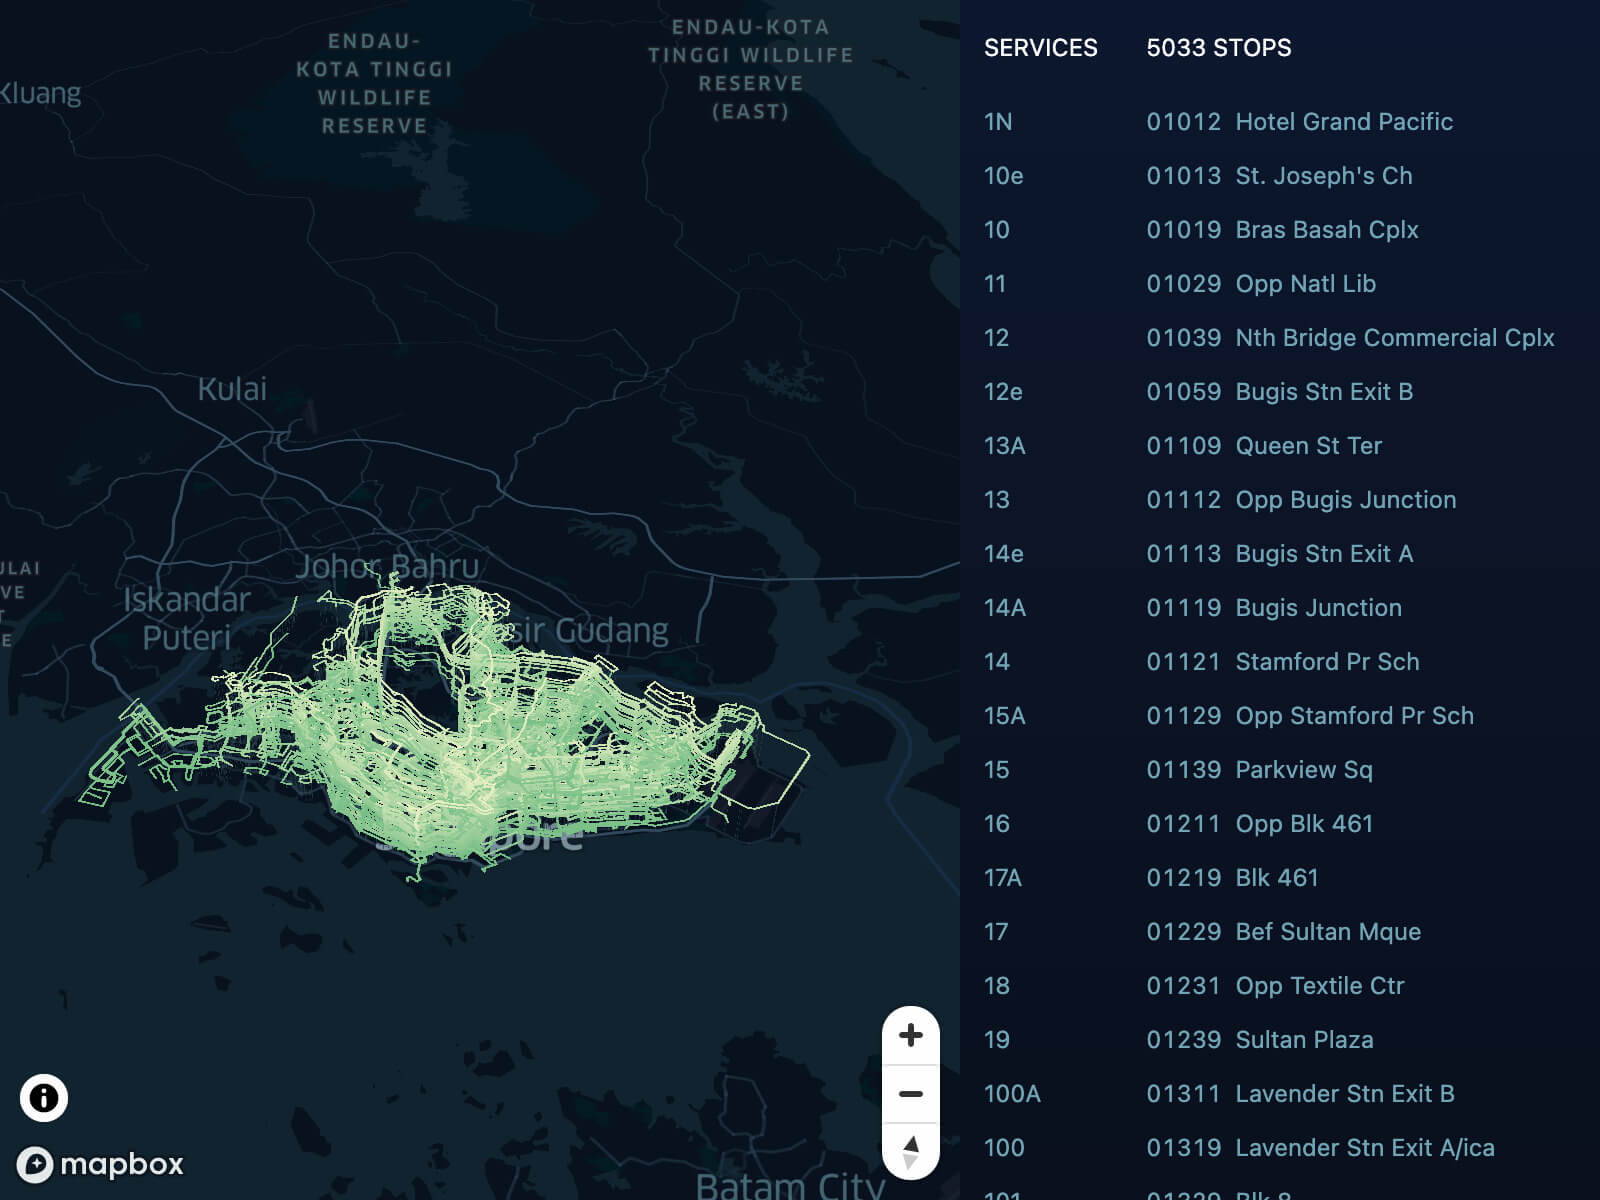 ENDAU-
KOTA TINGGI
WILDLIFE
RESERVE
ENDAU-KOTA
TINGGI WILDLIFE
RESERVE
(EAST)
Kluang
Kulai
Johor Bahru
Iskandar
Puteri
sir Gudang
ULAI
VE
T
E
pore
Batam City
mapbox
SERVICES
5033 STOPS
1N
01012 Hotel Grand Pacific
10e
01013 St. Joseph's Ch
10
01019 Bras Basah Cplx
11
01029 Opp Natl Lib
12
01039 Nth Bridge Commercial Cplx
12e
01059 Bugis Stn Exit B
13A
01109 Queen St Ter
13
01112 Opp Bugis Junction
14e
01113 Bugis Stn Exit A
14A
01119 Bugis Junction
14
01121 Stamford Pr Sch
15A
01129 Opp Stamford Pr Sch
15
01139 Parkview Sq
16
01211 Opp Blk 461
17A
01219 Blk 461
17
01229 Bef Sultan Mque
18
01231 Opp Textile Ctr
19
01239 Sultan Plaza
100A
01311 Lavender Stn Exit B
100
01319 Lavender Stn Exit A/ica
101
01329 Blk 8